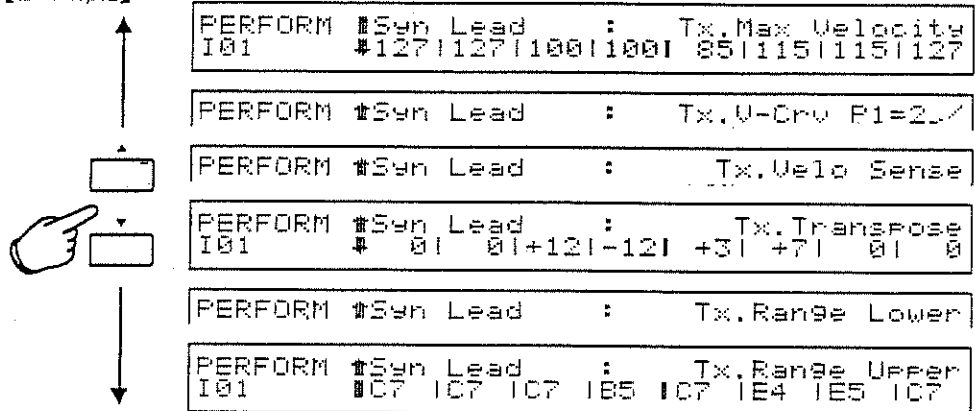 PERFORM Syn Lead : Tx.Max Velocity
I01 127|127|100|100| 85|115|115|127
PERFORM Syn Lead : Tx.V-Crv P1=2
PERFORM Syn Lead : Tx.Velo Sense
PERFORM Syn Lead : Tx.Transpose
I01 0| 0|+12|-12| +3| +7| 0| 0
PERFORM Syn Lead : Tx.Range Lower
PERFORM Syn Lead : Tx.Range Upper
I01 C7 |C7 |C7 |B5 |C7 |E4 |E5 |C7